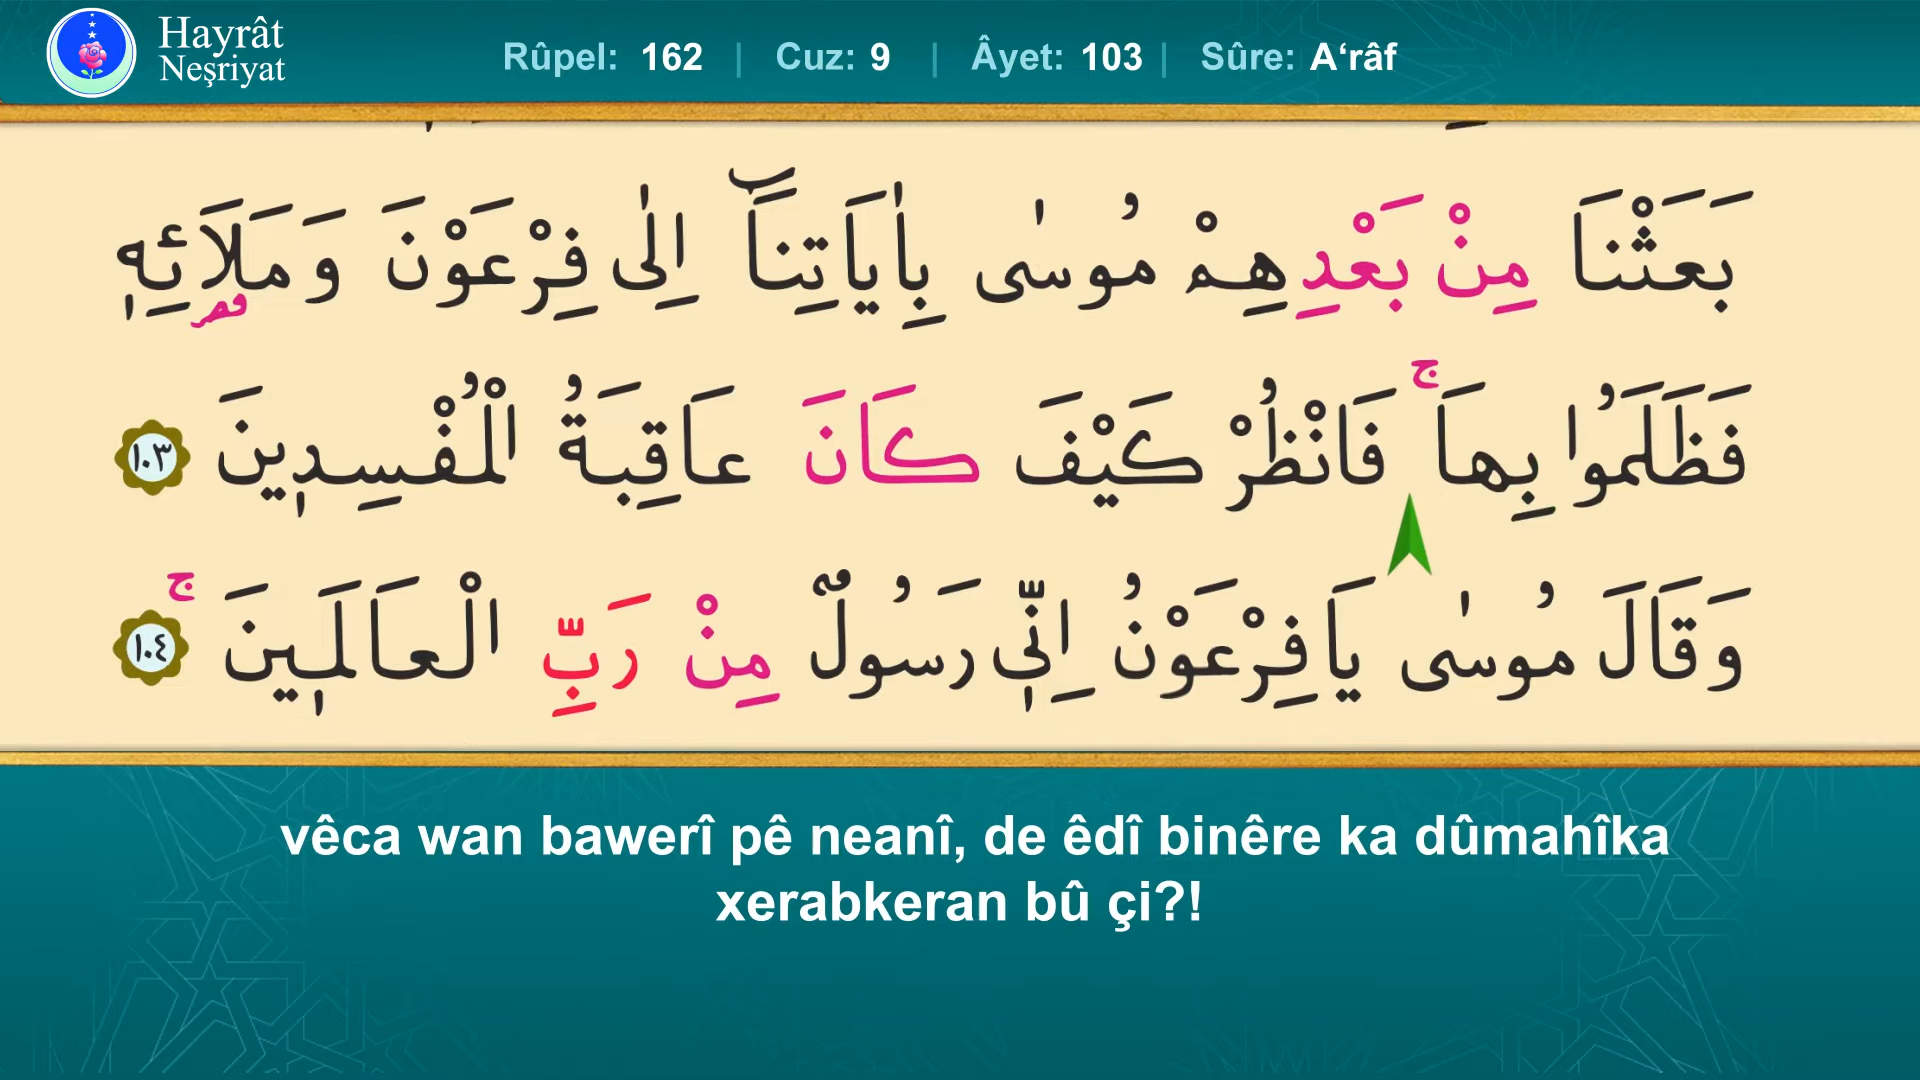 Hayrât
Neşriyat
Rûpel: 162 | Cuz: 9 | Âyet: 103 | Sûre: A‘râf
بَعَثْنَا مِنْ بَعْدِهِمْ مُوسٰى بِاٰيَاتِنَٓا اِلٰى فِرْعَوْنَ وَمَلَا۬ئِه۪
فَظَلَمُوا بِهَاۚ فَانْظُرْ كَيْفَ كَانَ عَاقِبَةُ الْمُفْسِد۪ينَ ١٠٣
وَقَالَ مُوسٰى يَا فِرْعَوْنُ اِنّ۪ي رَسُولٌ مِنْ رَبِّ الْعَالَم۪ينَۚ ١٠٤
vêca wan bawerî pê neanî, de êdî binêre ka dûmahîka
xerabkeran bû çi?!